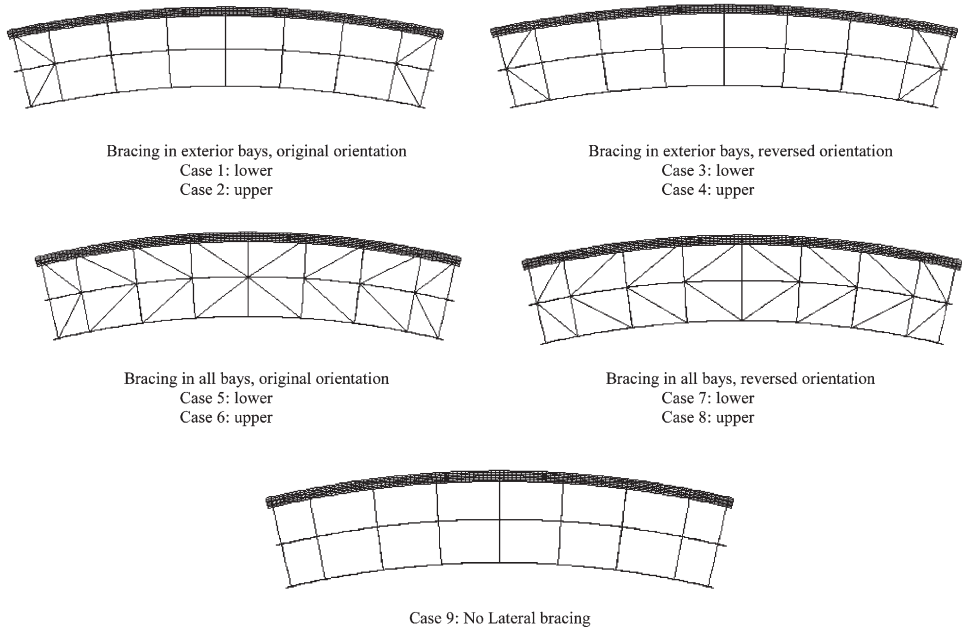 Bracing in exterior bays, original orientation
Case 1: lower
Case 2: upper
Bracing in exterior bays, reversed orientation
Case 3: lower
Case 4: upper
Bracing in all bays, original orientation
Case 5: lower
Case 6: upper
Bracing in all bays, reversed orientation
Case 7: lower
Case 8: upper
Case 9: No Lateral bracing